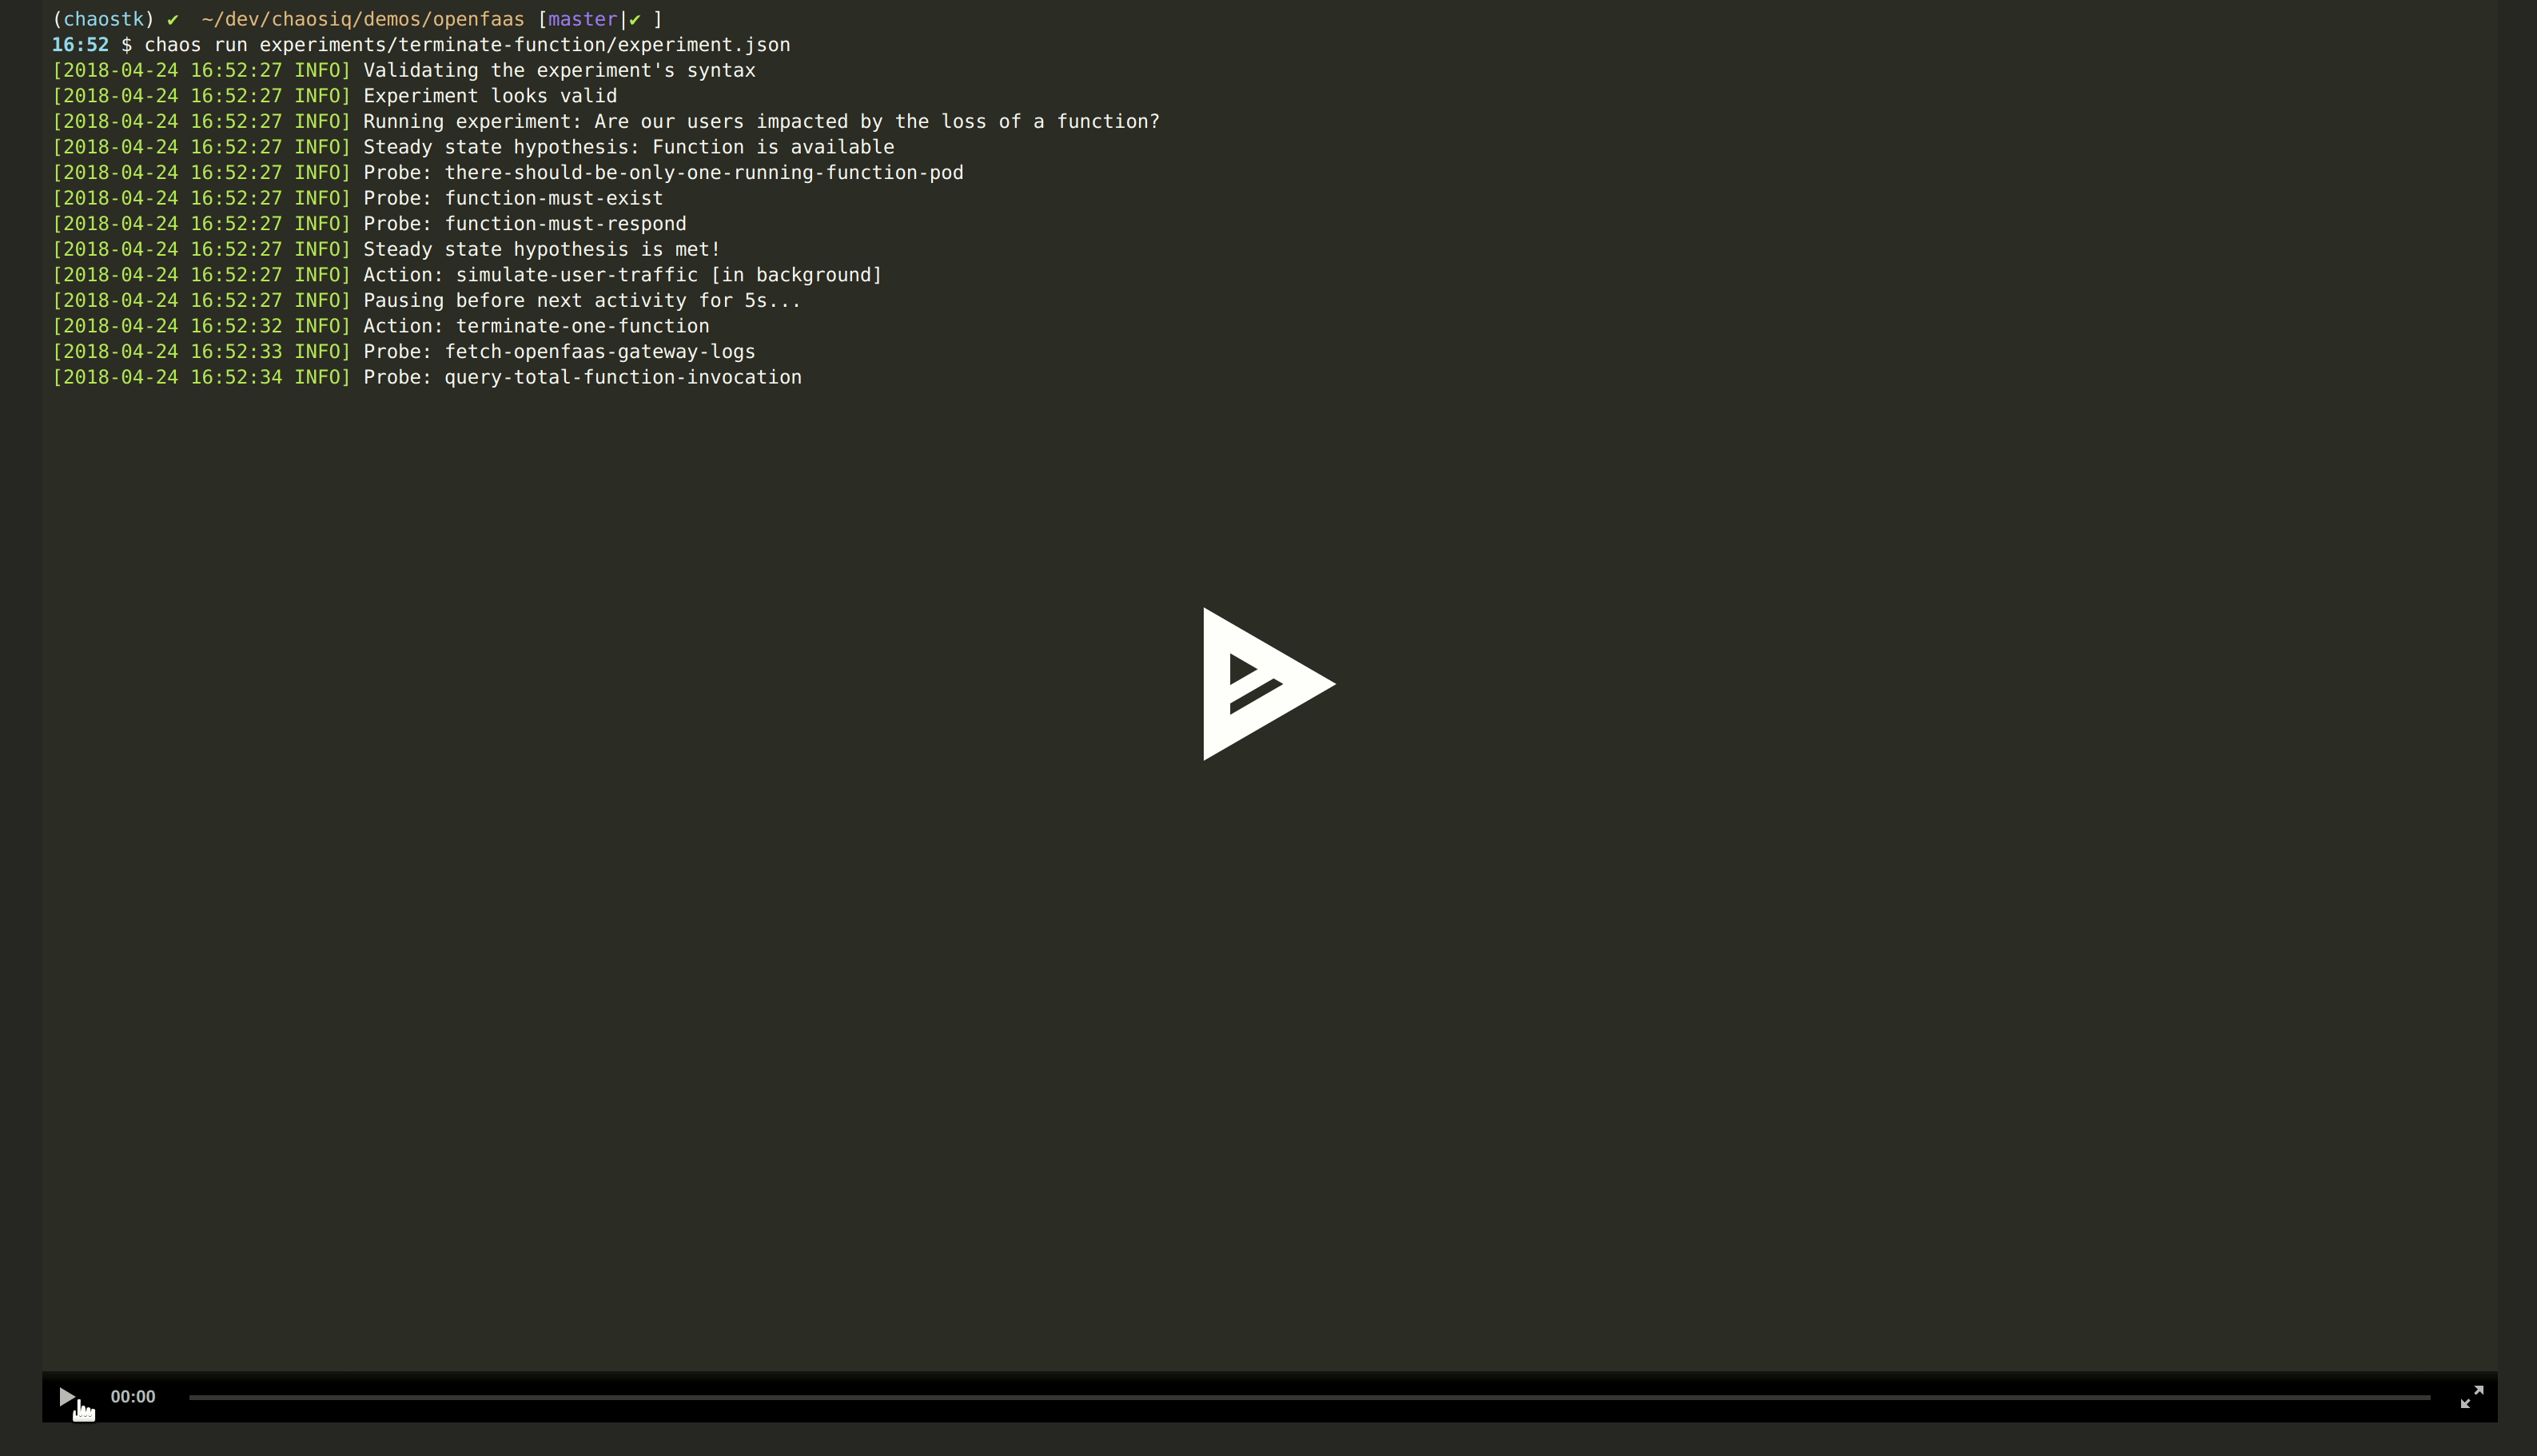 (chaostk) ✔  ~/dev/chaosiq/demos/openfaas [master|✔ ]
16:52 $ chaos run experiments/terminate-function/experiment.json
[2018-04-24 16:52:27 INFO] Validating the experiment's syntax
[2018-04-24 16:52:27 INFO] Experiment looks valid
[2018-04-24 16:52:27 INFO] Running experiment: Are our users impacted by the loss of a function?
[2018-04-24 16:52:27 INFO] Steady state hypothesis: Function is available
[2018-04-24 16:52:27 INFO] Probe: there-should-be-only-one-running-function-pod
[2018-04-24 16:52:27 INFO] Probe: function-must-exist
[2018-04-24 16:52:27 INFO] Probe: function-must-respond
[2018-04-24 16:52:27 INFO] Steady state hypothesis is met!
[2018-04-24 16:52:27 INFO] Action: simulate-user-traffic [in background]
[2018-04-24 16:52:27 INFO] Pausing before next activity for 5s...
[2018-04-24 16:52:32 INFO] Action: terminate-one-function
[2018-04-24 16:52:33 INFO] Probe: fetch-openfaas-gateway-logs
[2018-04-24 16:52:34 INFO] Probe: query-total-function-invocation
00:00